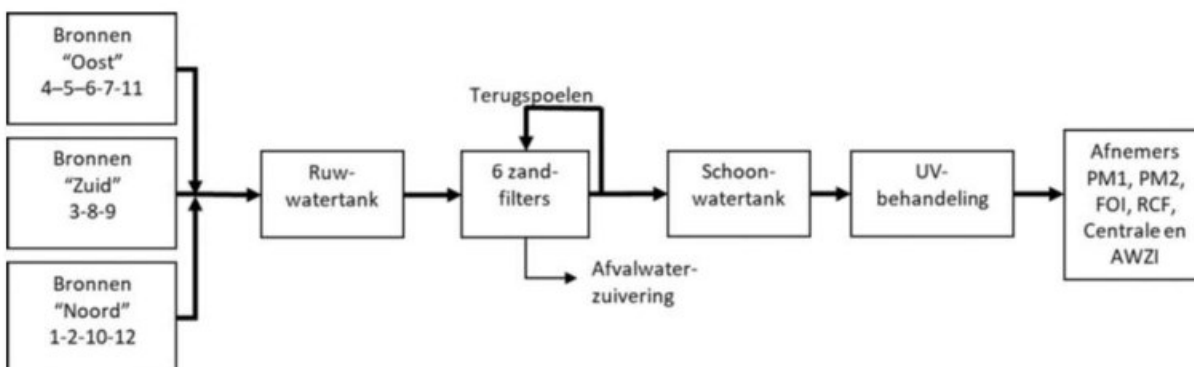 Bronnen
“Oost”
4–5–6-7-11
Bronnen
“Zuid”
3-8-9
Bronnen
“Noord”
1-2-10-12
Ruw-
watertank
Terugspoelen
6 zand-
filters
Afvalwater-
zuivering
Schoon-
watertank
UV-
behandeling
Afnemers
PM1, PM2,
FOI, RCF,
Centrale en
AWZI